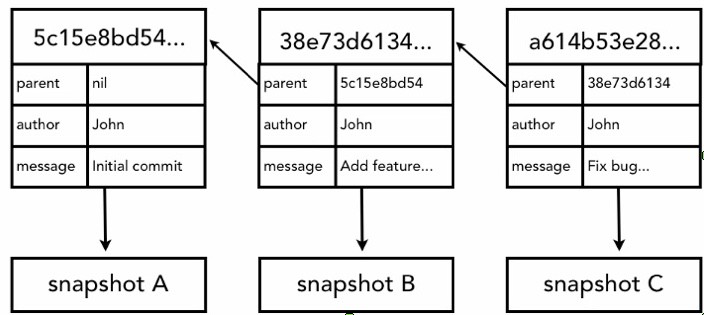 5c15e8bd54...
parent nil
author John
message Initial commit
38e73d6134...
parent 5c15e8bd54
author John
message Add feature...
a614b53e28...
parent 38e73d6134
author John
message Fix bug...
snapshot A
snapshot B
snapshot C